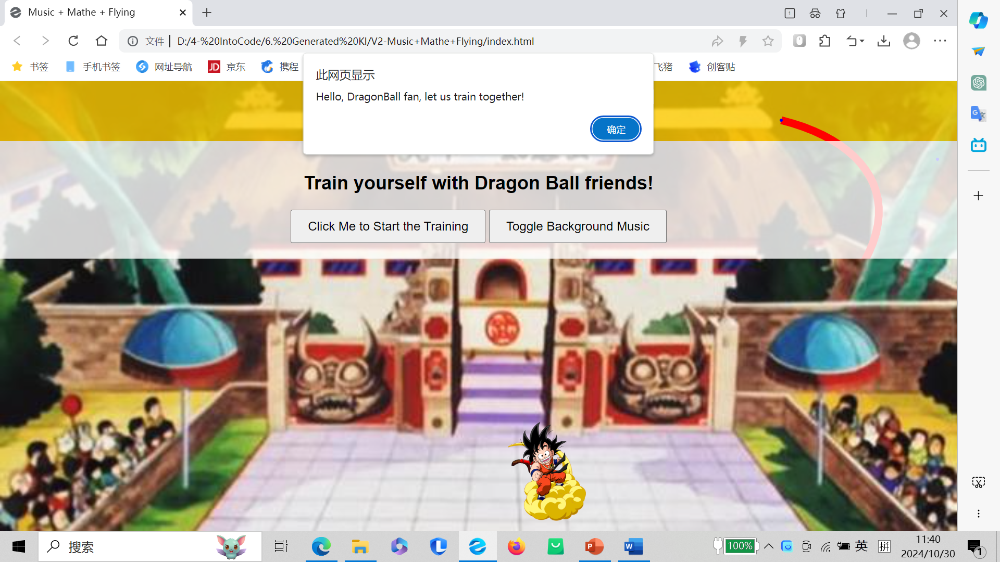 Music + Mathe + Flying
1
文件 D:/4-%20IntoCode/6.%20Generated%20KI/V2-Music+Mathe+Flying/index.html
书签 手机书签 网址导航 JD 京东 携程 飞猪 创客贴
此网页显示
Hello, DragonBall fan, let us train together!
确定
Train yourself with Dragon Ball friends!
Click Me to Start the Training
Toggle Background Music
搜索
100%
英
拼
11:40
2024/10/30
1